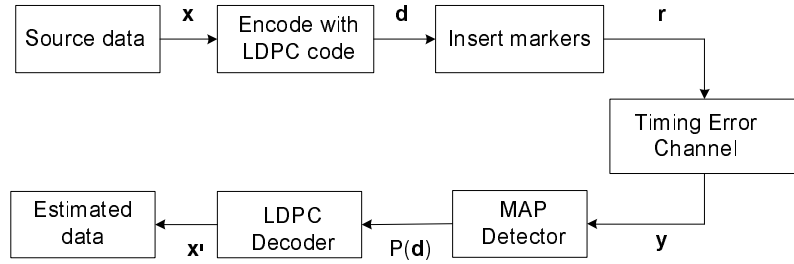 x
d
r
Source data
Encode with
LDPC code
Insert markers
Timing Error
Channel
Estimated
data
LDPC
Decoder
MAP
Detector
x'
P(d)
y